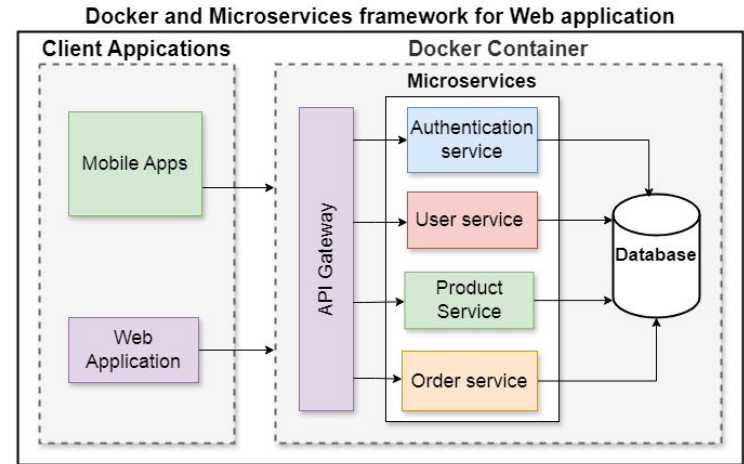 Docker and Microservices framework for Web application
Client Appications
Docker Container
Microservices
Mobile Apps
Web
Application
API Gateway
Authentication
service
User service
Product
Service
Order service
Database